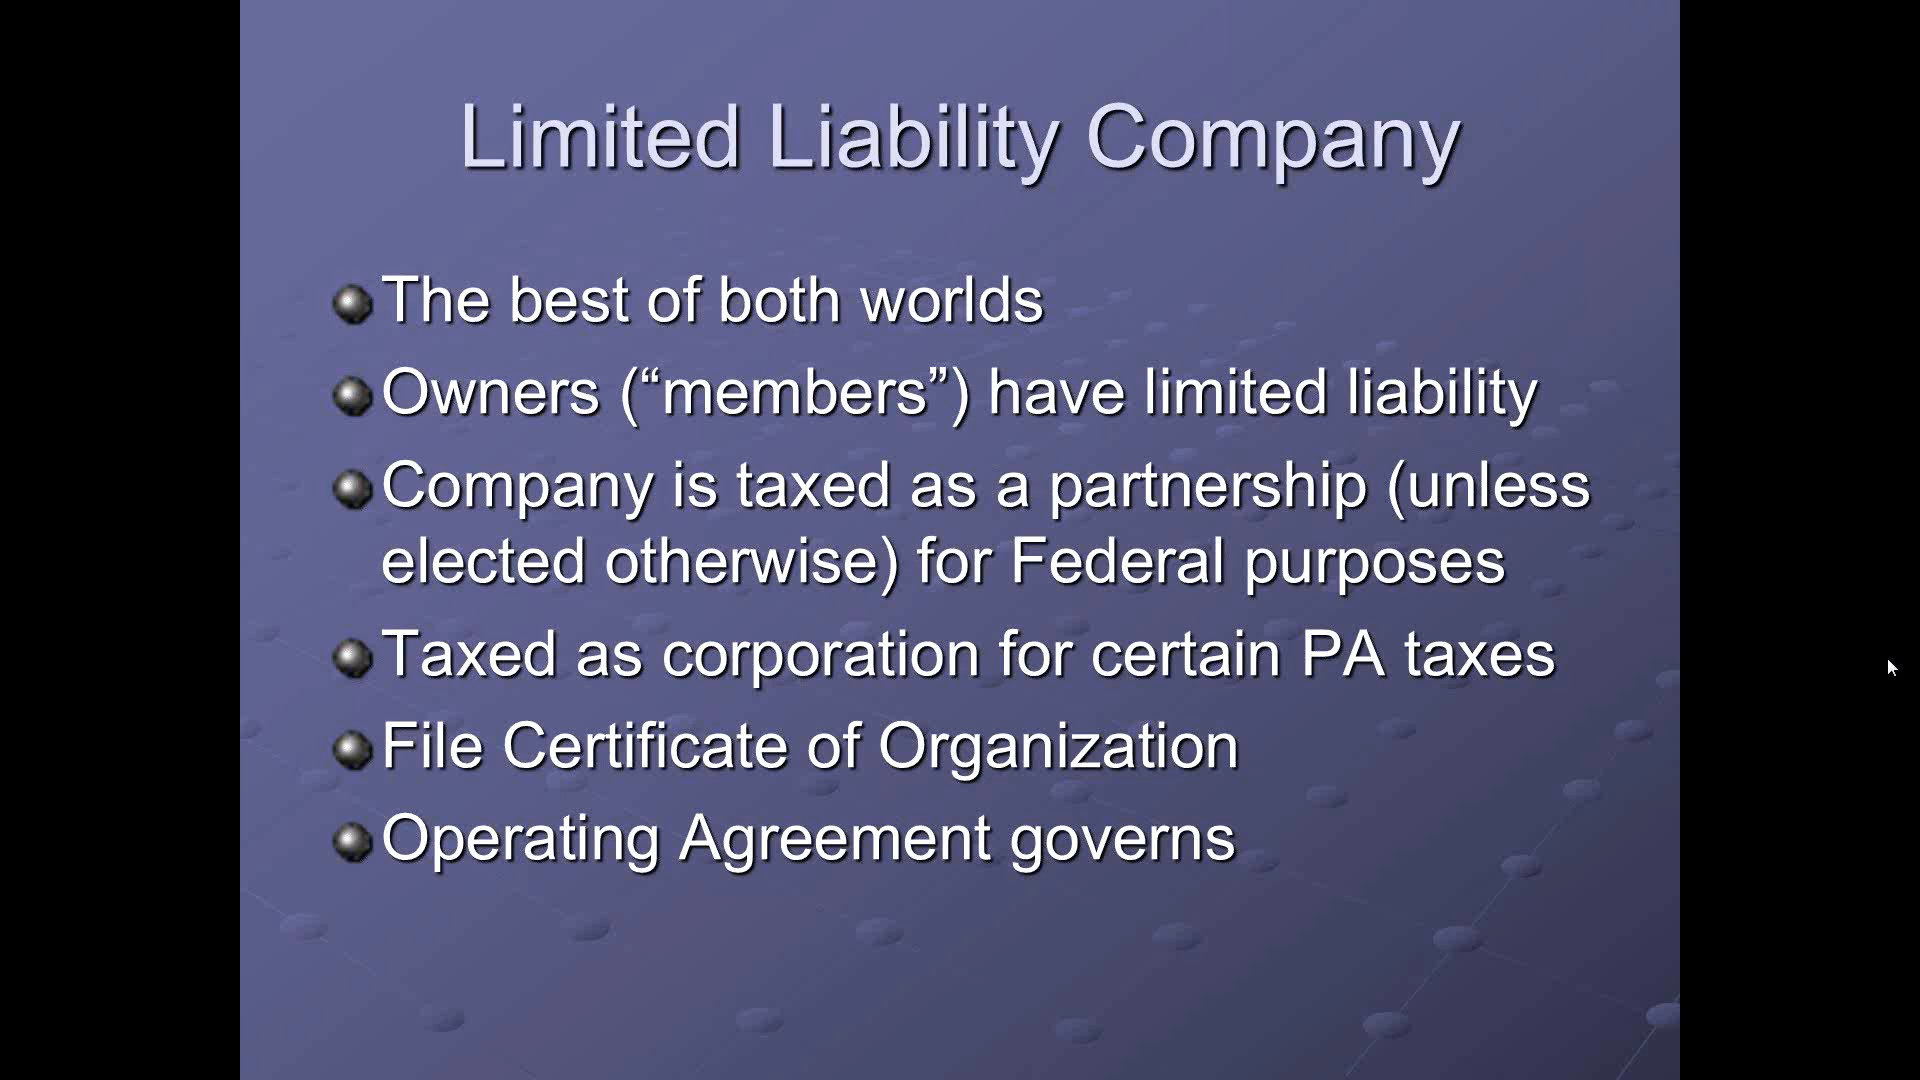 Limited Liability Company
The best of both worlds
Owners (“members”) have limited liability
Company is taxed as a partnership (unless
elected otherwise) for Federal purposes
Taxed as corporation for certain PA taxes
File Certificate of Organization
Operating Agreement governs